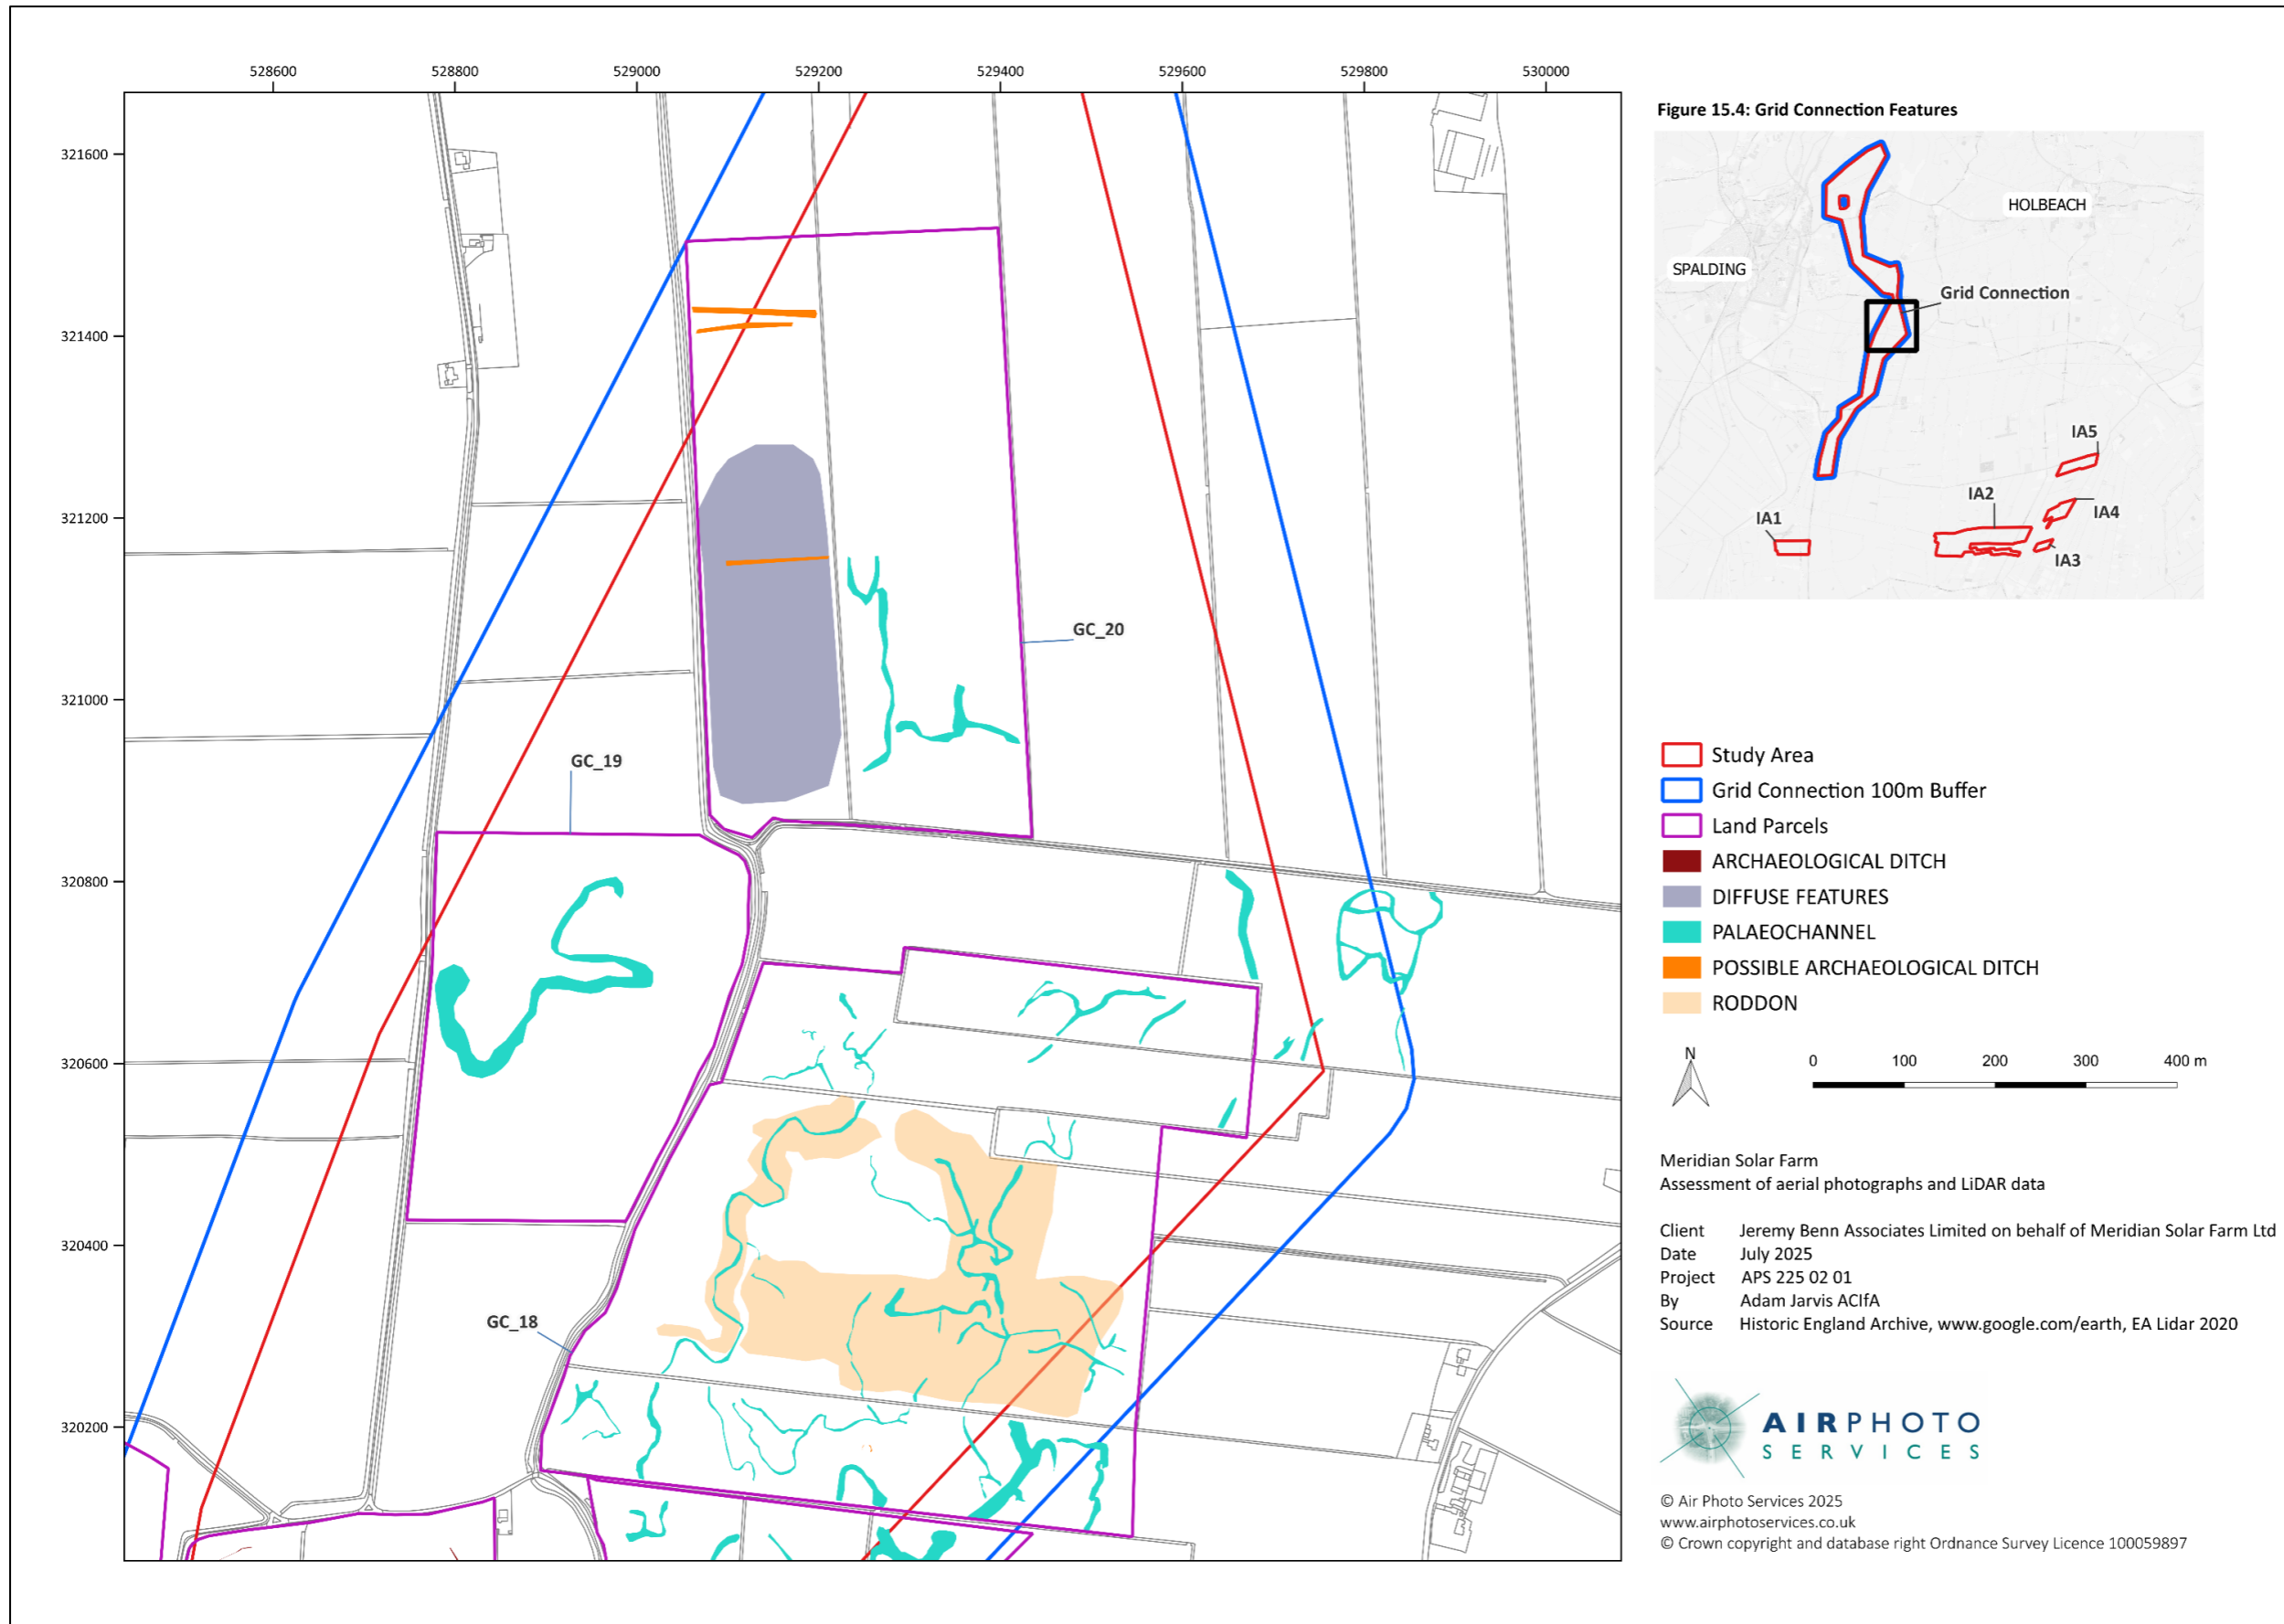 528600 528800 529000 529200 529400 529600 529800 530000
321600
321400
321200
321000
320800
320600
320400
320200
GC_20
GC_19
GC_18
Figure 15.4: Grid Connection Features
HOLBEACH
SPALDING
Grid Connection
IA5
IA2
IA4
IA1
IA3
Study Area
Grid Connection 100m Buffer
Land Parcels
ARCHAEOLOGICAL DITCH
DIFFUSE FEATURES
PALAEOCHANNEL
POSSIBLE ARCHAEOLOGICAL DITCH
RODDON
N
0 100 200 300 400 m
Meridian Solar Farm
Assessment of aerial photographs and LiDAR data
Client Jeremy Benn Associates Limited on behalf of Meridian Solar Farm Ltd
Date July 2025
Project APS 225 02 01
By Adam Jarvis ACIfA
Source Historic England Archive, www.google.com/earth, EA Lidar 2020
AIRPHOTO
SERVICES
© Air Photo Services 2025
www.airphotoservices.co.uk
© Crown copyright and database right Ordnance Survey Licence 100059897